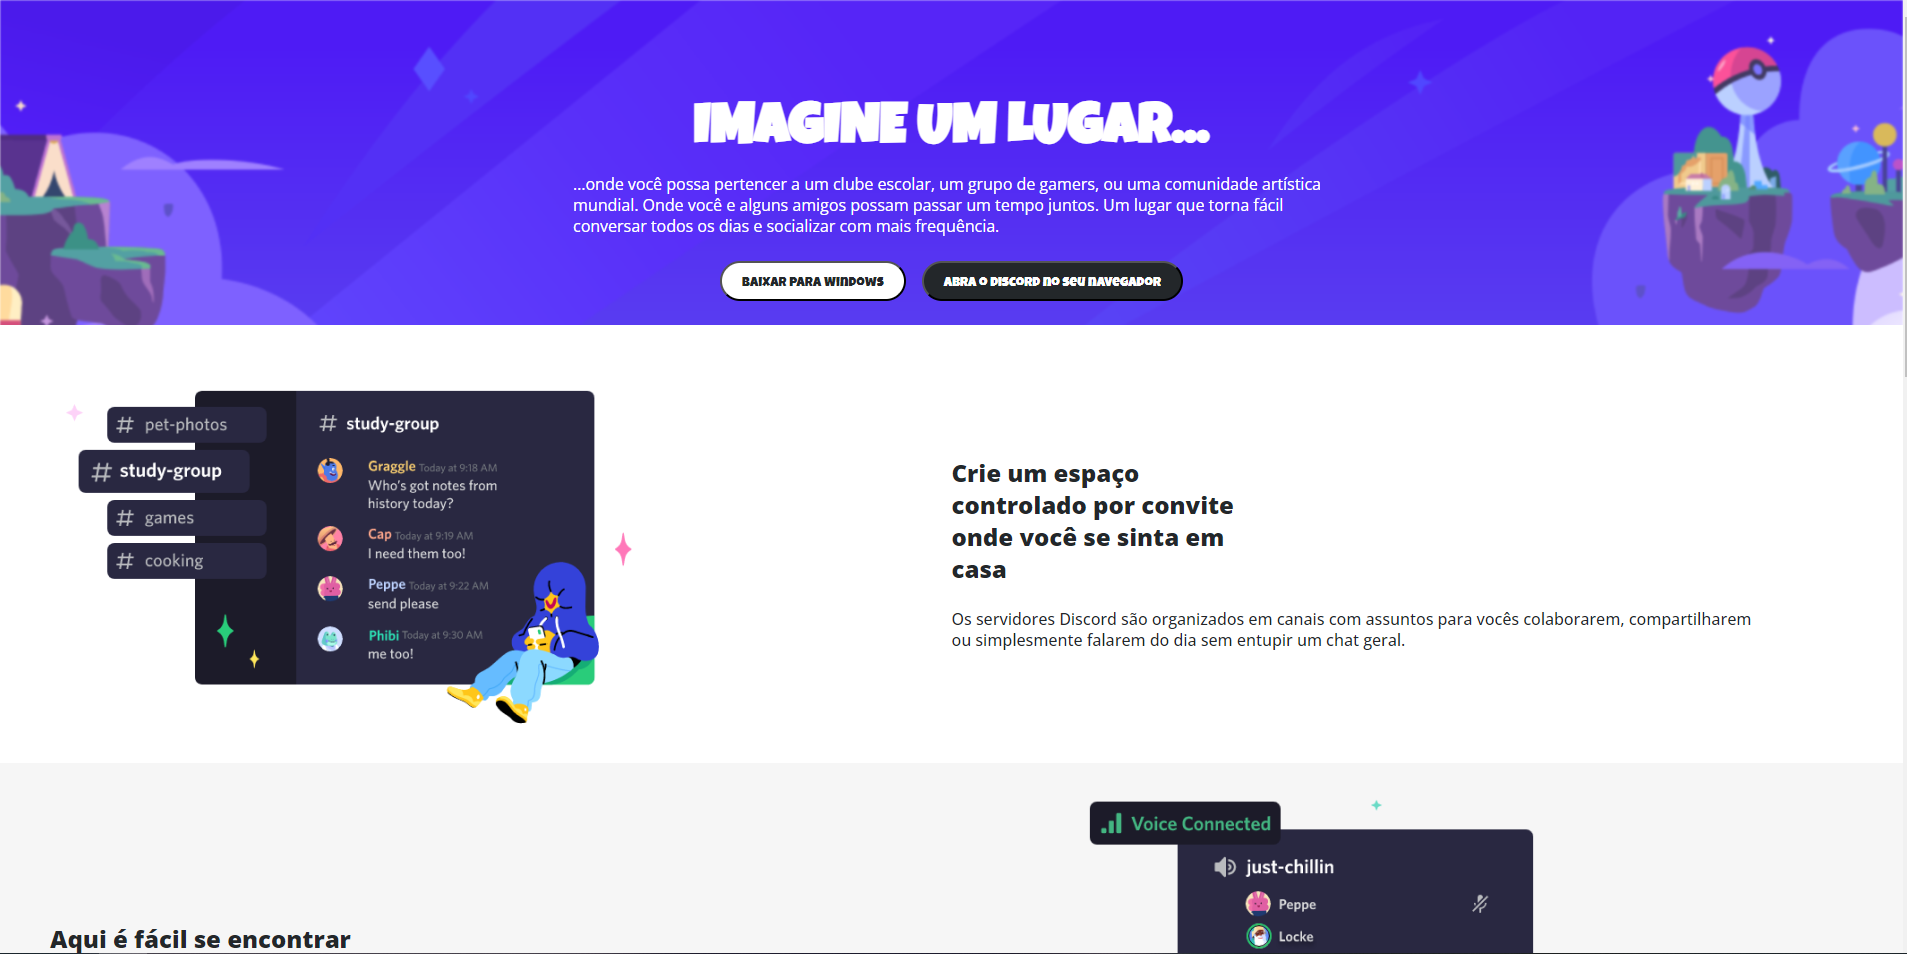 IMAGINE UM LUGAR...
...onde você possa pertencer a um clube escolar, um grupo de gamers, ou uma comunidade artística
mundial. Onde você e alguns amigos possam passar um tempo juntos. Um lugar que torna fácil
conversar todos os dias e socializar com mais frequência.
BAIXAR PARA WINDOWS
ABRA O DISCORD NO SEU NAVEGADOR
# pet-photos
# study-group
# games
# cooking
# study-group
Graggle Today at 9:18 AM
Who's got notes from
history today?
Cap Today at 9:19 AM
I need them too!
Peppe Today at 9:22 AM
send please
Phibi Today at 9:30 AM
me too!
Crie um espaço
controlado por convite
onde você se sinta em
casa
Os servidores Discord são organizados em canais com assuntos para vocês colaborarem, compartilharem
ou simplesmente falarem do dia sem entupir um chat geral.
Aqui é fácil se encontrar
Voice Connected
just-chillin
Peppe
Locke